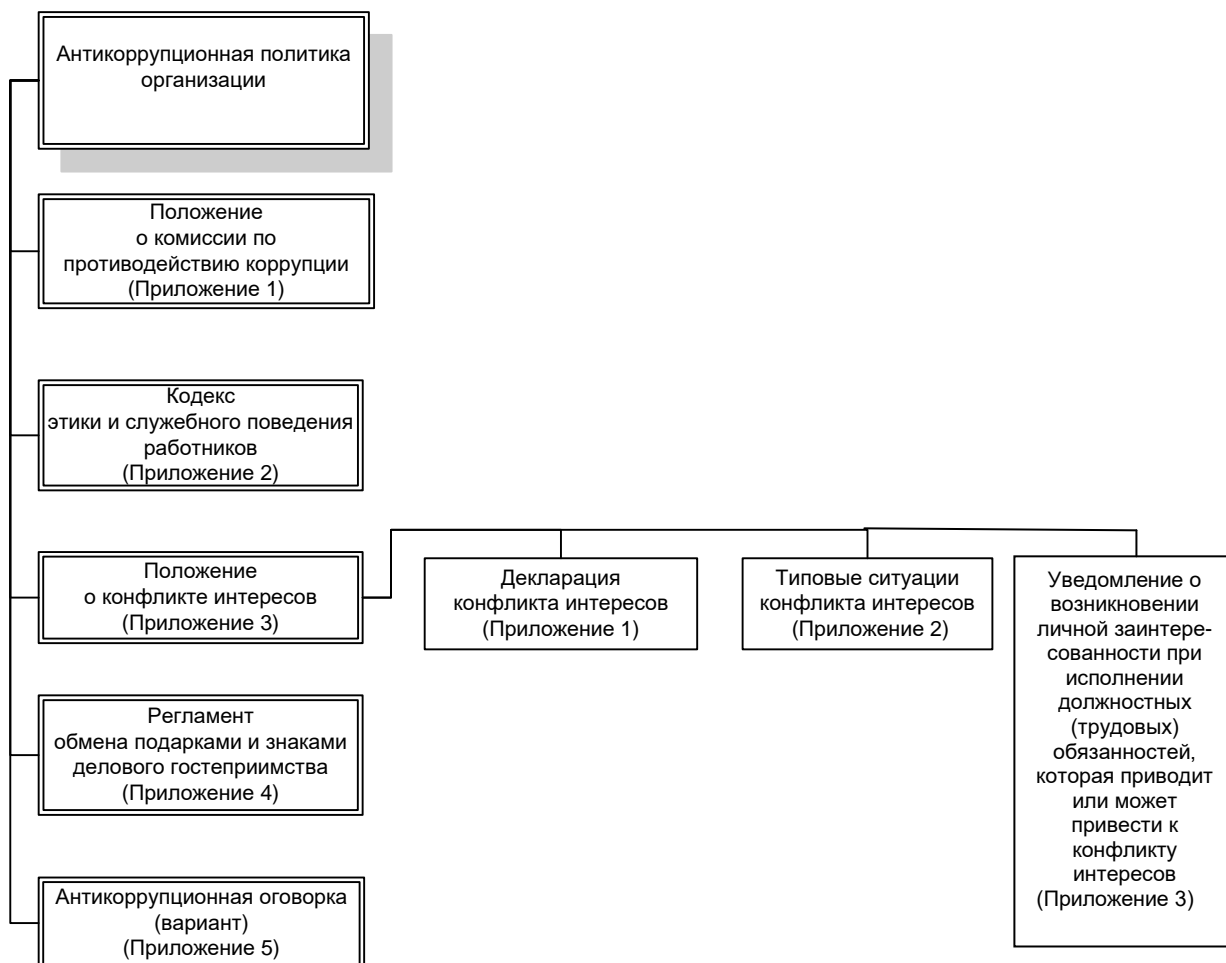 Антикоррупционная политика
организации
Положение
о комиссии по
противодействию коррупции
(Приложение 1)
Кодекс
этики и служебного поведения
работников
(Приложение 2)
Положение
о конфликте интересов
(Приложение 3)
Декларация
конфликта интересов
(Приложение 1)
Типовые ситуации
конфликта интересов
(Приложение 2)
Уведомление о
возникновении
личной заинтере-
сованности при
исполнении
должностных
(трудовых)
обязанностей,
которая приводит
или может
привести к
конфликту
интересов
(Приложение 3)
Регламент
обмена подарками и знаками
делового гостеприимства
(Приложение 4)
Антикоррупционная оговорка
(вариант)
(Приложение 5)